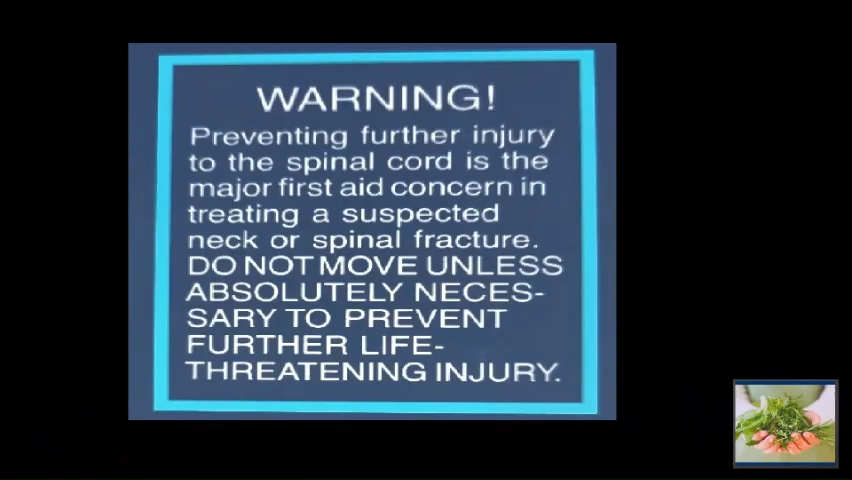 WARNING!
Preventing further injury
to the spinal cord is the
major first aid concern in
treating a suspected
neck or spinal fracture.
DO NOT MOVE UNLESS
ABSOLUTELY NECES-
SARY TO PREVENT
FURTHER LIFE-
THREATENING INJURY.